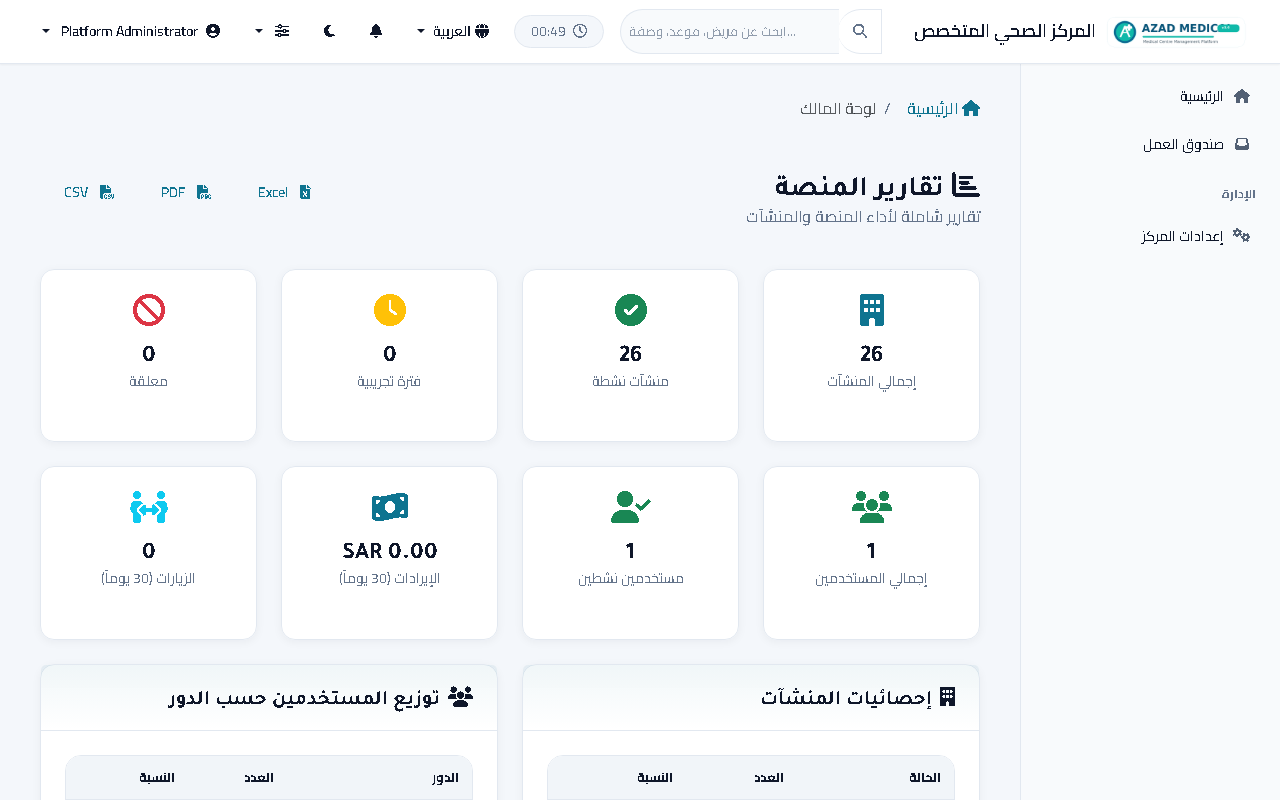 AZAD MEDIC
Medical Centre Management Platform
المركز الصحي المتخصص
ابحث عن مريض، موعد، وصفة...
00:49
العربية
Platform Administrator
الرئيسية
صندوق العمل
الإدارة
إعدادات المركز
الرئيسية / لوحة المالك
تقارير المنصة
تقارير شاملة لأداء المنصة والمنشآت
Excel
PDF
CSV
26
إجمالي المنشآت
26
منشآت نشطة
0
فترة تجريبية
0
معلقة
1
إجمالي المستخدمين
1
مستخدمين نشطين
SAR 0.00
الإيرادات (30 يوماً)
0
الزيارات (30 يوماً)
إحصائيات المنشآت
الحالة العدد النسبة
توزيع المستخدمين حسب الدور
الدور العدد النسبة